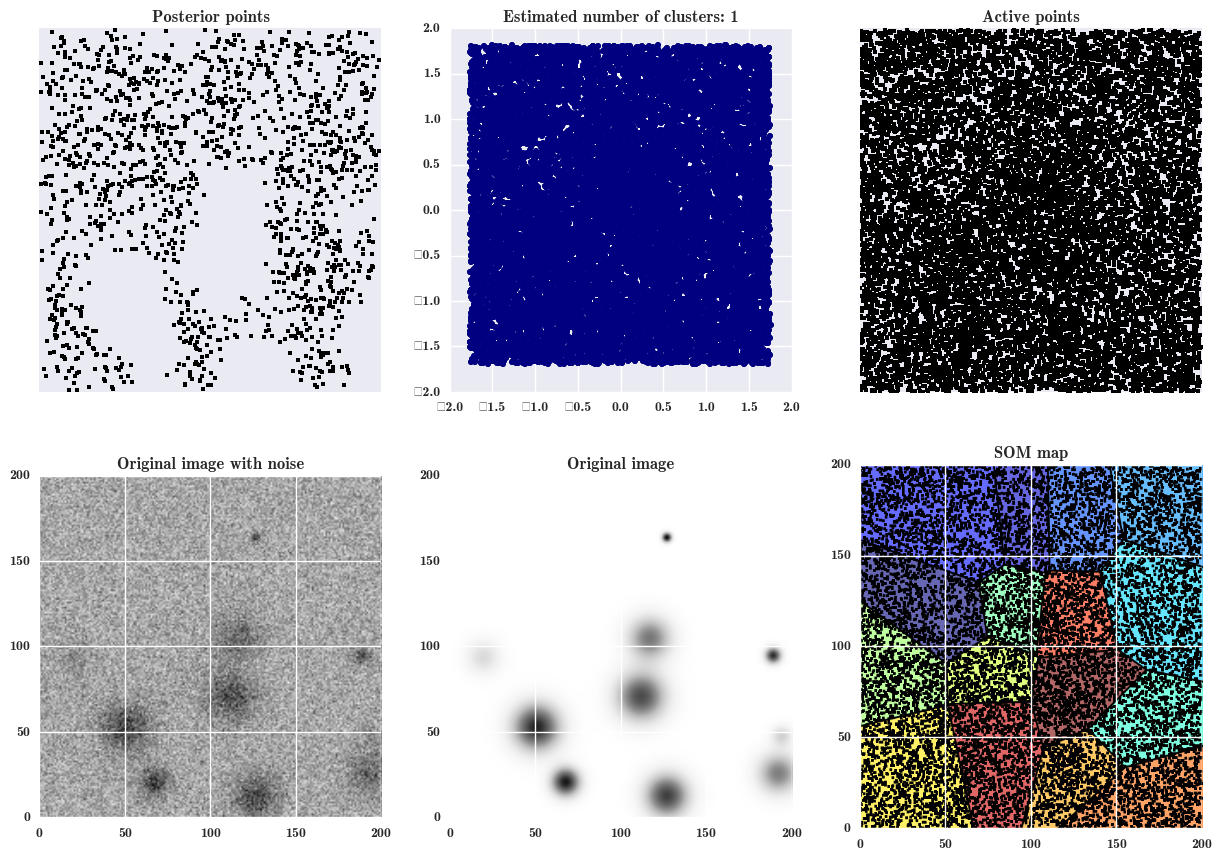 Posterior points
Estimated number of clusters: 1
Active points
2.0
1.5
1.0
0.5
0.0
□0.5
□1.0
□1.5
□2.0
□2.0 □1.5 □1.0 □0.5 0.0 0.5 1.0 1.5 2.0
Original image with noise
200
150
100
50
0
0 50 100 150 200
Original image
200
150
100
50
0
0 50 100 150 200
SOM map
200
150
100
50
0
0 50 100 150 200